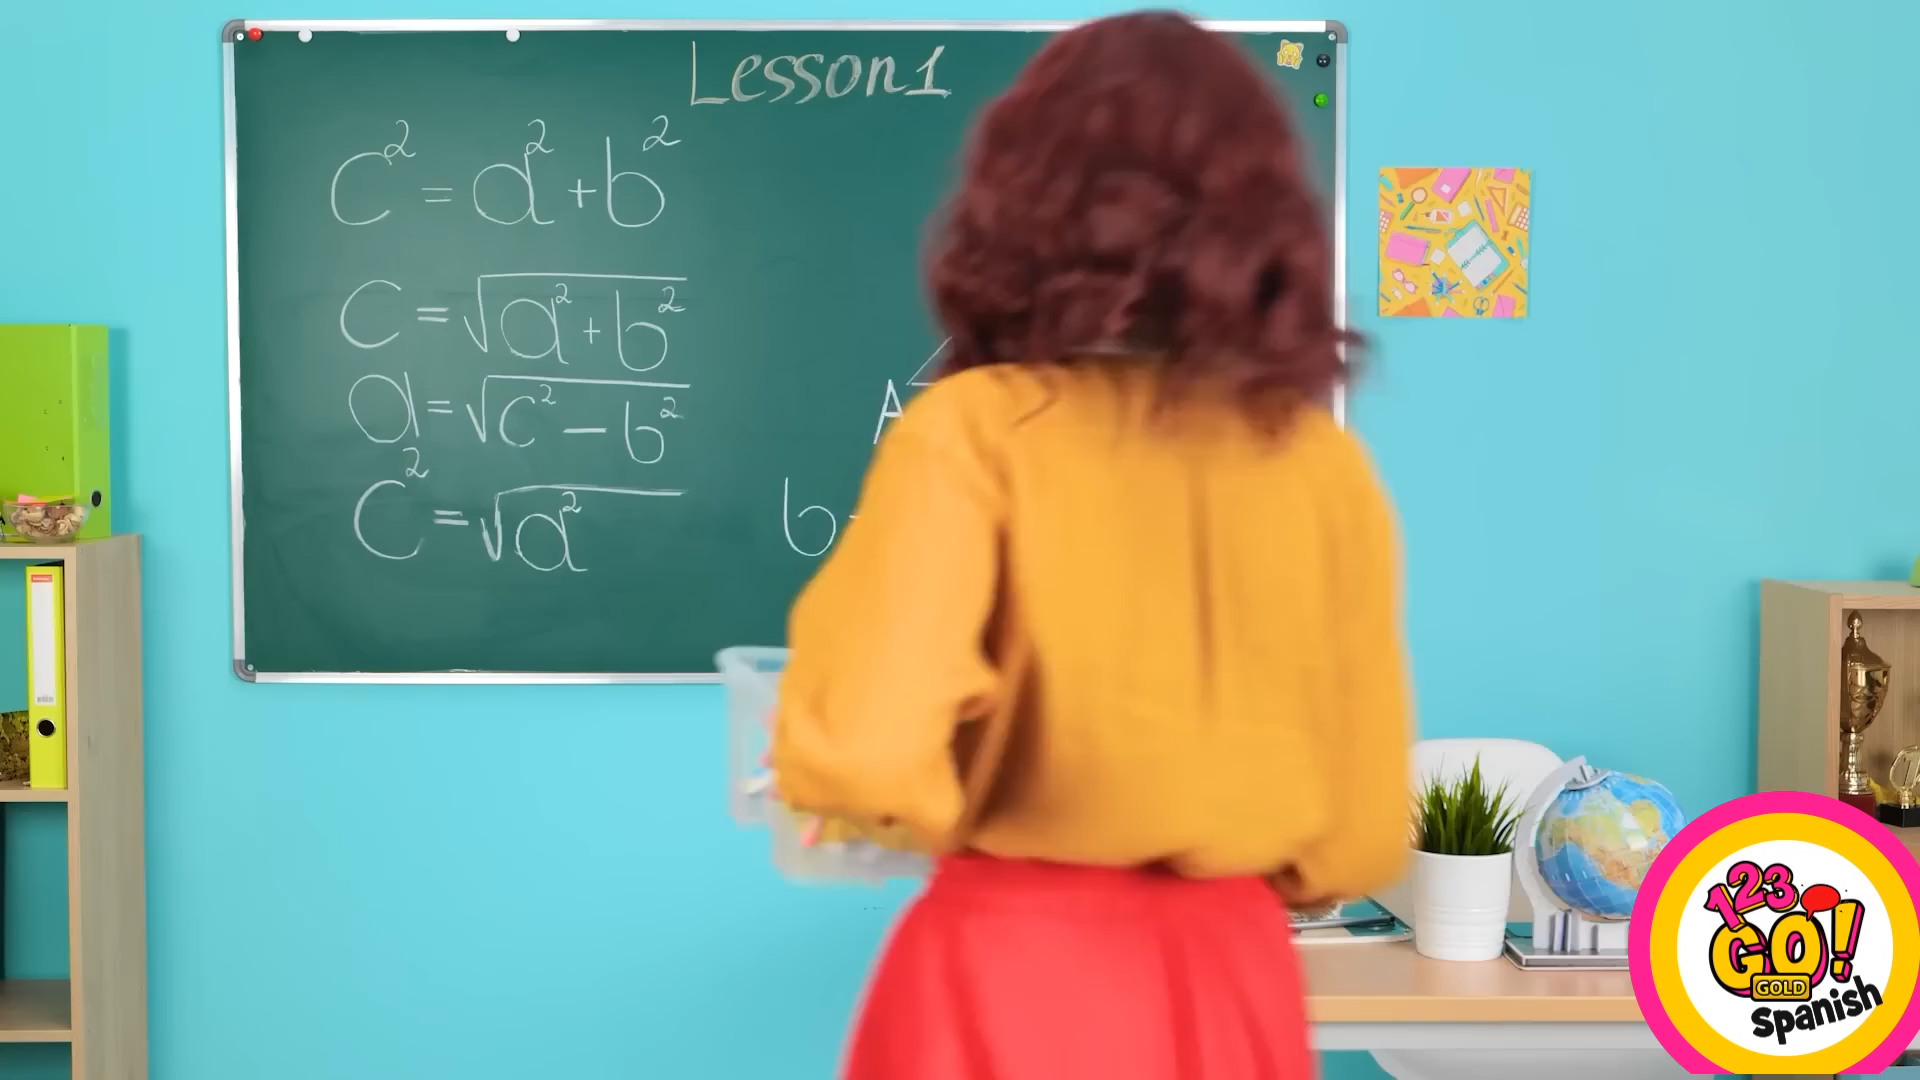 Lesson 1
c² = a² + b²
c = √a² + b²
a = √c² - b²
c² = √a²
A
b
123
GO!
GOLD
Spanish